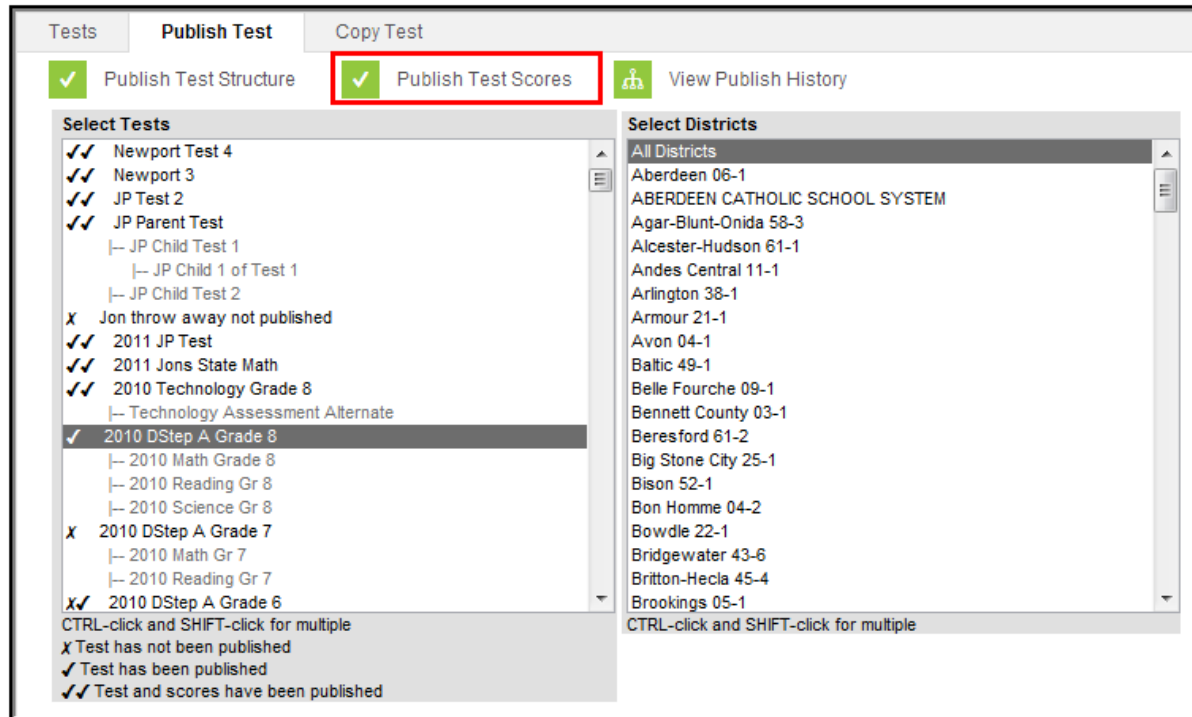 Tests Publish Test Copy Test
✓ Publish Test Structure ✓ Publish Test Scores View Publish History
Select Tests
✓✓ Newport Test 4
✓✓ Newport 3
✓✓ JP Test 2
✓✓ JP Parent Test
|-- JP Child Test 1
|-- JP Child 1 of Test 1
|-- JP Child Test 2
✗ Jon throw away not published
✓✓ 2011 JP Test
✓✓ 2011 Jons State Math
✓✓ 2010 Technology Grade 8
|-- Technology Assessment Alternate
✓ 2010 DStep A Grade 8
|-- 2010 Math Grade 8
|-- 2010 Reading Gr 8
|-- 2010 Science Gr 8
✗ 2010 DStep A Grade 7
|-- 2010 Math Gr 7
|-- 2010 Reading Gr 7
✗✓ 2010 DStep A Grade 6
CTRL-click and SHIFT-click for multiple
✗ Test has not been published
✓ Test has been published
✓✓ Test and scores have been published
Select Districts
All Districts
Aberdeen 06-1
ABERDEEN CATHOLIC SCHOOL SYSTEM
Agar-Blunt-Onida 58-3
Alcester-Hudson 61-1
Andes Central 11-1
Arlington 38-1
Armour 21-1
Avon 04-1
Baltic 49-1
Belle Fourche 09-1
Bennett County 03-1
Beresford 61-2
Big Stone City 25-1
Bison 52-1
Bon Homme 04-2
Bowdle 22-1
Bridgewater 43-6
Britton-Hecla 45-4
Brookings 05-1
CTRL-click and SHIFT-click for multiple